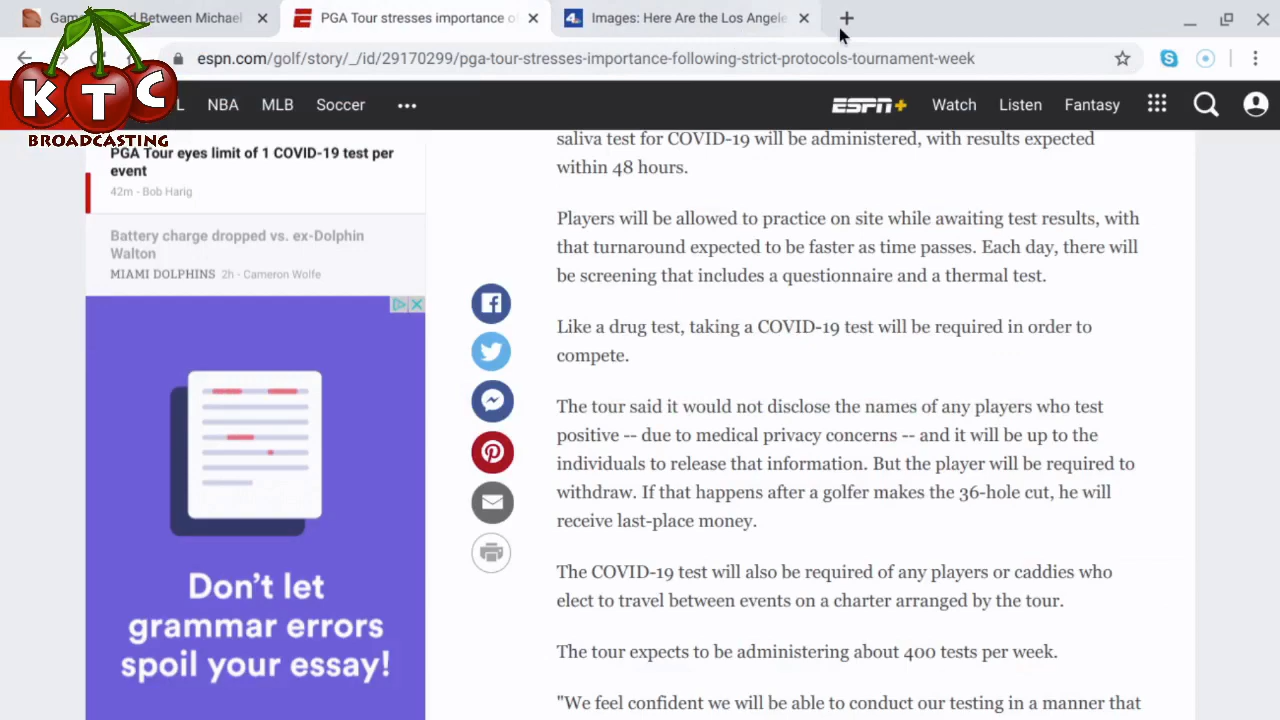 Gam
d Between Michael
PGA Tour stresses importance o
Images: Here Are the Los Angele
espn.com/golf/story/_/id/29170299/pga-tour-stresses-importance-following-strict-protocols-tournament-week
KTC
BROADCASTING
L
NBA
MLB
Soccer
ESPN+
Watch
Listen
Fantasy
PGA Tour eyes limit of 1 COVID-19 test per
event
42m - Bob Harig
Battery charge dropped vs. ex-Dolphin
Walton
MIAMI DOLPHINS 2h - Cameron Wolfe
Don't let
grammar errors
spoil your essay!
saliva test for COVID-19 will be administered, with results expected
within 48 hours.
Players will be allowed to practice on site while awaiting test results, with
that turnaround expected to be faster as time passes. Each day, there will
be screening that includes a questionnaire and a thermal test.
Like a drug test, taking a COVID-19 test will be required in order to
compete.
The tour said it would not disclose the names of any players who test
positive -- due to medical privacy concerns -- and it will be up to the
individuals to release that information. But the player will be required to
withdraw. If that happens after a golfer makes the 36-hole cut, he will
receive last-place money.
The COVID-19 test will also be required of any players or caddies who
elect to travel between events on a charter arranged by the tour.
The tour expects to be administering about 400 tests per week.
"We feel confident we will be able to conduct our testing in a manner that